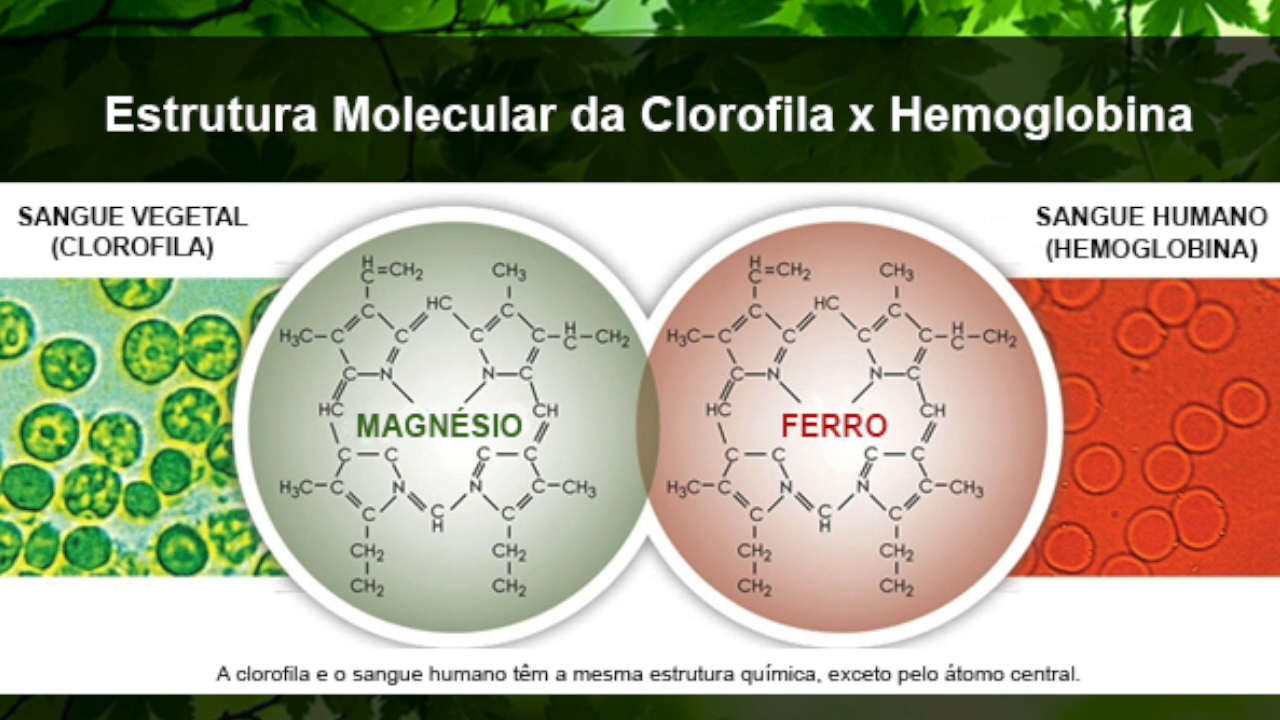 Estrutura Molecular da Clorofila x Hemoglobina
SANGUE VEGETAL
(CLOROFILA)
SANGUE HUMANO
(HEMOGLOBINA)
H
C=CH₂
CH₃
HC
C
C
H₃C–C
C
C
C–C–CH₂
H
C–N
N–C
HC
MAGNÉSIO
CH
C–C
C–C
H₃C–C
N
N
C–CH₃
C
C
H
C
CH₂
CH₂
CH₂
CH₂
H
C=CH₂
CH₃
HC
C
C
H₃C–C
C
C
C–C–CH₂
H
C–N
N–C
HC
FERRO
CH
C–C
C–C
H₃C–C
N
N
C–CH₃
C
C
H
C
CH₂
CH₂
CH₂
CH₂
A clorofila e o sangue humano têm a mesma estrutura química, exceto pelo átomo central.